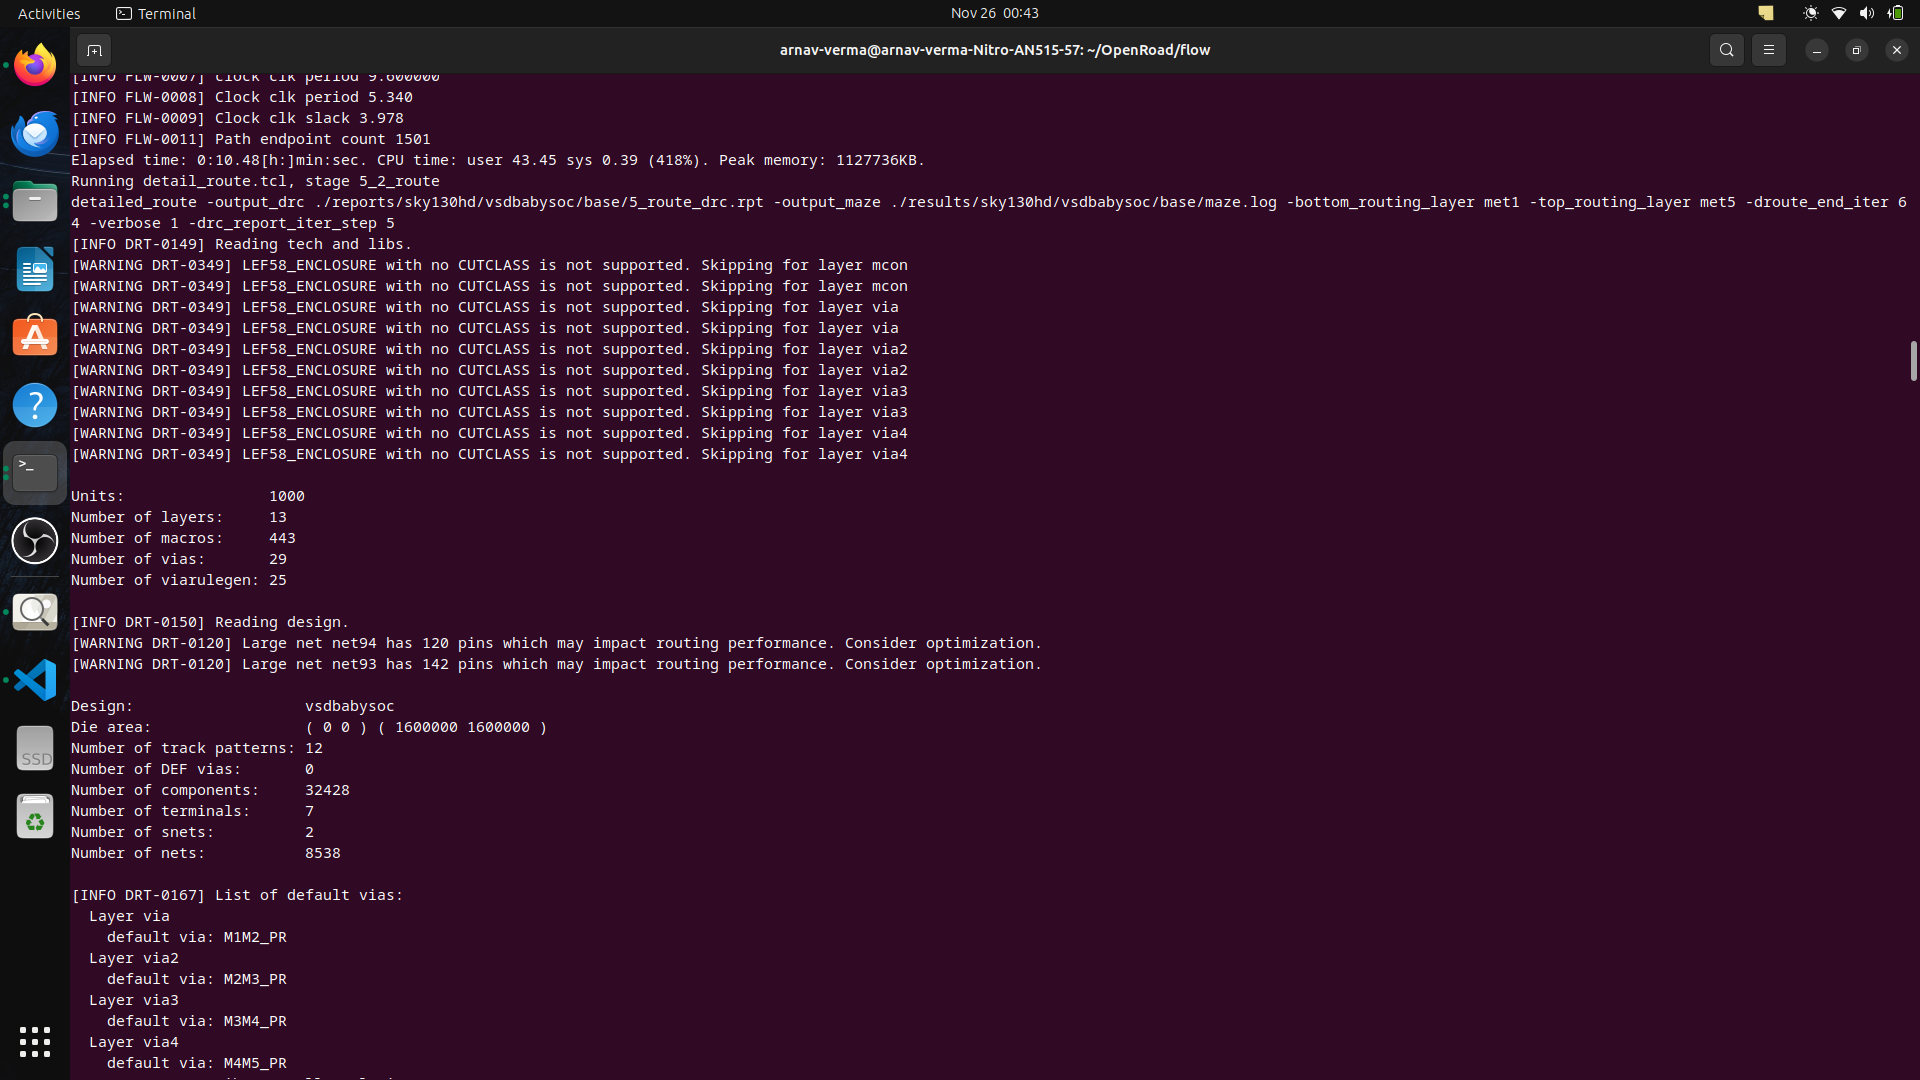 Activities
Terminal
Nov 26 00:43
arnav-verma@arnav-verma-Nitro-AN515-57: ~/OpenRoad/flow
[INFO FLW-0007] Clock clk period 9.600000
[INFO FLW-0008] Clock clk period 5.340
[INFO FLW-0009] Clock clk slack 3.978
[INFO FLW-0011] Path endpoint count 1501
Elapsed time: 0:10.48[h:]min:sec. CPU time: user 43.45 sys 0.39 (418%). Peak memory: 1127736KB.
Running detail_route.tcl, stage 5_2_route
detailed_route -output_drc ./reports/sky130hd/vsdbabysoc/base/5_route_drc.rpt -output_maze ./results/sky130hd/vsdbabysoc/base/maze.log -bottom_routing_layer met1 -top_routing_layer met5 -droute_end_iter 6
4 -verbose 1 -drc_report_iter_step 5
[INFO DRT-0149] Reading tech and libs.
[WARNING DRT-0349] LEF58_ENCLOSURE with no CUTCLASS is not supported. Skipping for layer mcon
[WARNING DRT-0349] LEF58_ENCLOSURE with no CUTCLASS is not supported. Skipping for layer mcon
[WARNING DRT-0349] LEF58_ENCLOSURE with no CUTCLASS is not supported. Skipping for layer via
[WARNING DRT-0349] LEF58_ENCLOSURE with no CUTCLASS is not supported. Skipping for layer via
[WARNING DRT-0349] LEF58_ENCLOSURE with no CUTCLASS is not supported. Skipping for layer via2
[WARNING DRT-0349] LEF58_ENCLOSURE with no CUTCLASS is not supported. Skipping for layer via2
[WARNING DRT-0349] LEF58_ENCLOSURE with no CUTCLASS is not supported. Skipping for layer via3
[WARNING DRT-0349] LEF58_ENCLOSURE with no CUTCLASS is not supported. Skipping for layer via3
[WARNING DRT-0349] LEF58_ENCLOSURE with no CUTCLASS is not supported. Skipping for layer via4
[WARNING DRT-0349] LEF58_ENCLOSURE with no CUTCLASS is not supported. Skipping for layer via4
Units: 1000
Number of layers: 13
Number of macros: 443
Number of vias: 29
Number of viarulegen: 25
[INFO DRT-0150] Reading design.
[WARNING DRT-0120] Large net net94 has 120 pins which may impact routing performance. Consider optimization.
[WARNING DRT-0120] Large net net93 has 142 pins which may impact routing performance. Consider optimization.
Design: vsdbabysoc
Die area: ( 0 0 ) ( 1600000 1600000 )
Number of track patterns: 12
Number of DEF vias: 0
Number of components: 32428
Number of terminals: 7
Number of snets: 2
Number of nets: 8538
[INFO DRT-0167] List of default vias:
Layer via
default via: M1M2_PR
Layer via2
default via: M2M3_PR
Layer via3
default via: M3M4_PR
Layer via4
default via: M4M5_PR
SSD